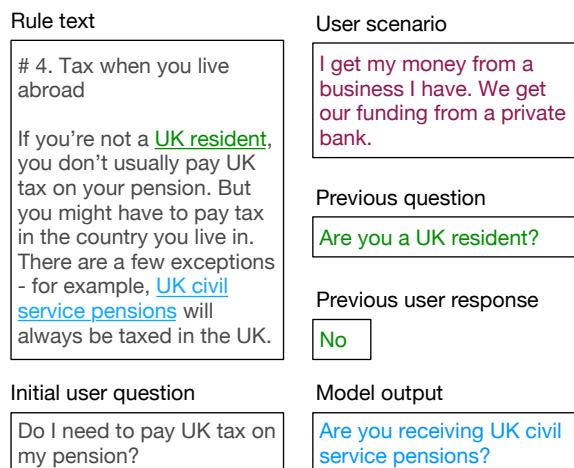 Rule text
# 4. Tax when you live
abroad
If you’re not a UK resident,
you don’t usually pay UK
tax on your pension. But
you might have to pay tax
in the country you live in.
There are a few exceptions
- for example, UK civil
service pensions will
always be taxed in the UK.
Initial user question
Do I need to pay UK tax on
my pension?
User scenario
I get my money from a
business I have. We get
our funding from a private
bank.
Previous question
Are you a UK resident?
Previous user response
No
Model output
Are you receiving UK civil
service pensions?